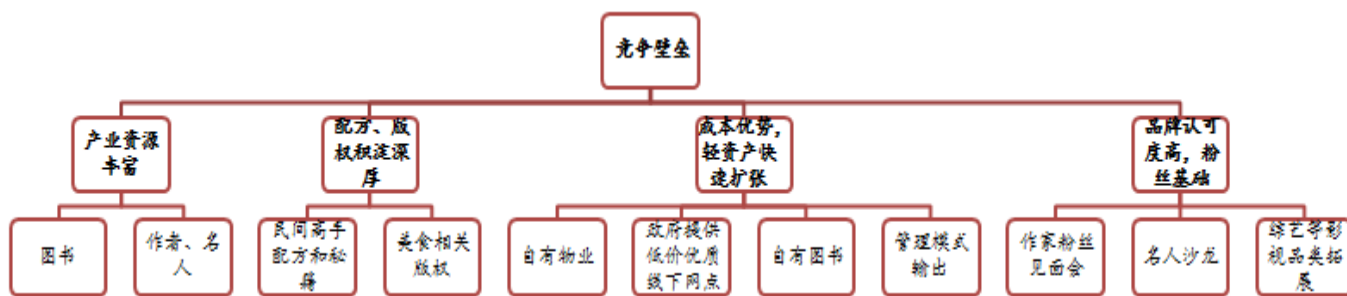 竞争壁垒
产业资源
丰富
配方、版
权积淀深
厚
成本优势，
轻资产快
速扩张
品牌认可
度高，粉
丝基础
图书
作者、名
人
民间高手
配方和秘
籍
美食相关
版权
自有物业
政府提供
低价优质
线下网点
自有图书
管理模式
输出
作家粉丝
见面会
名人沙龙
综艺等影
视品类拓
展